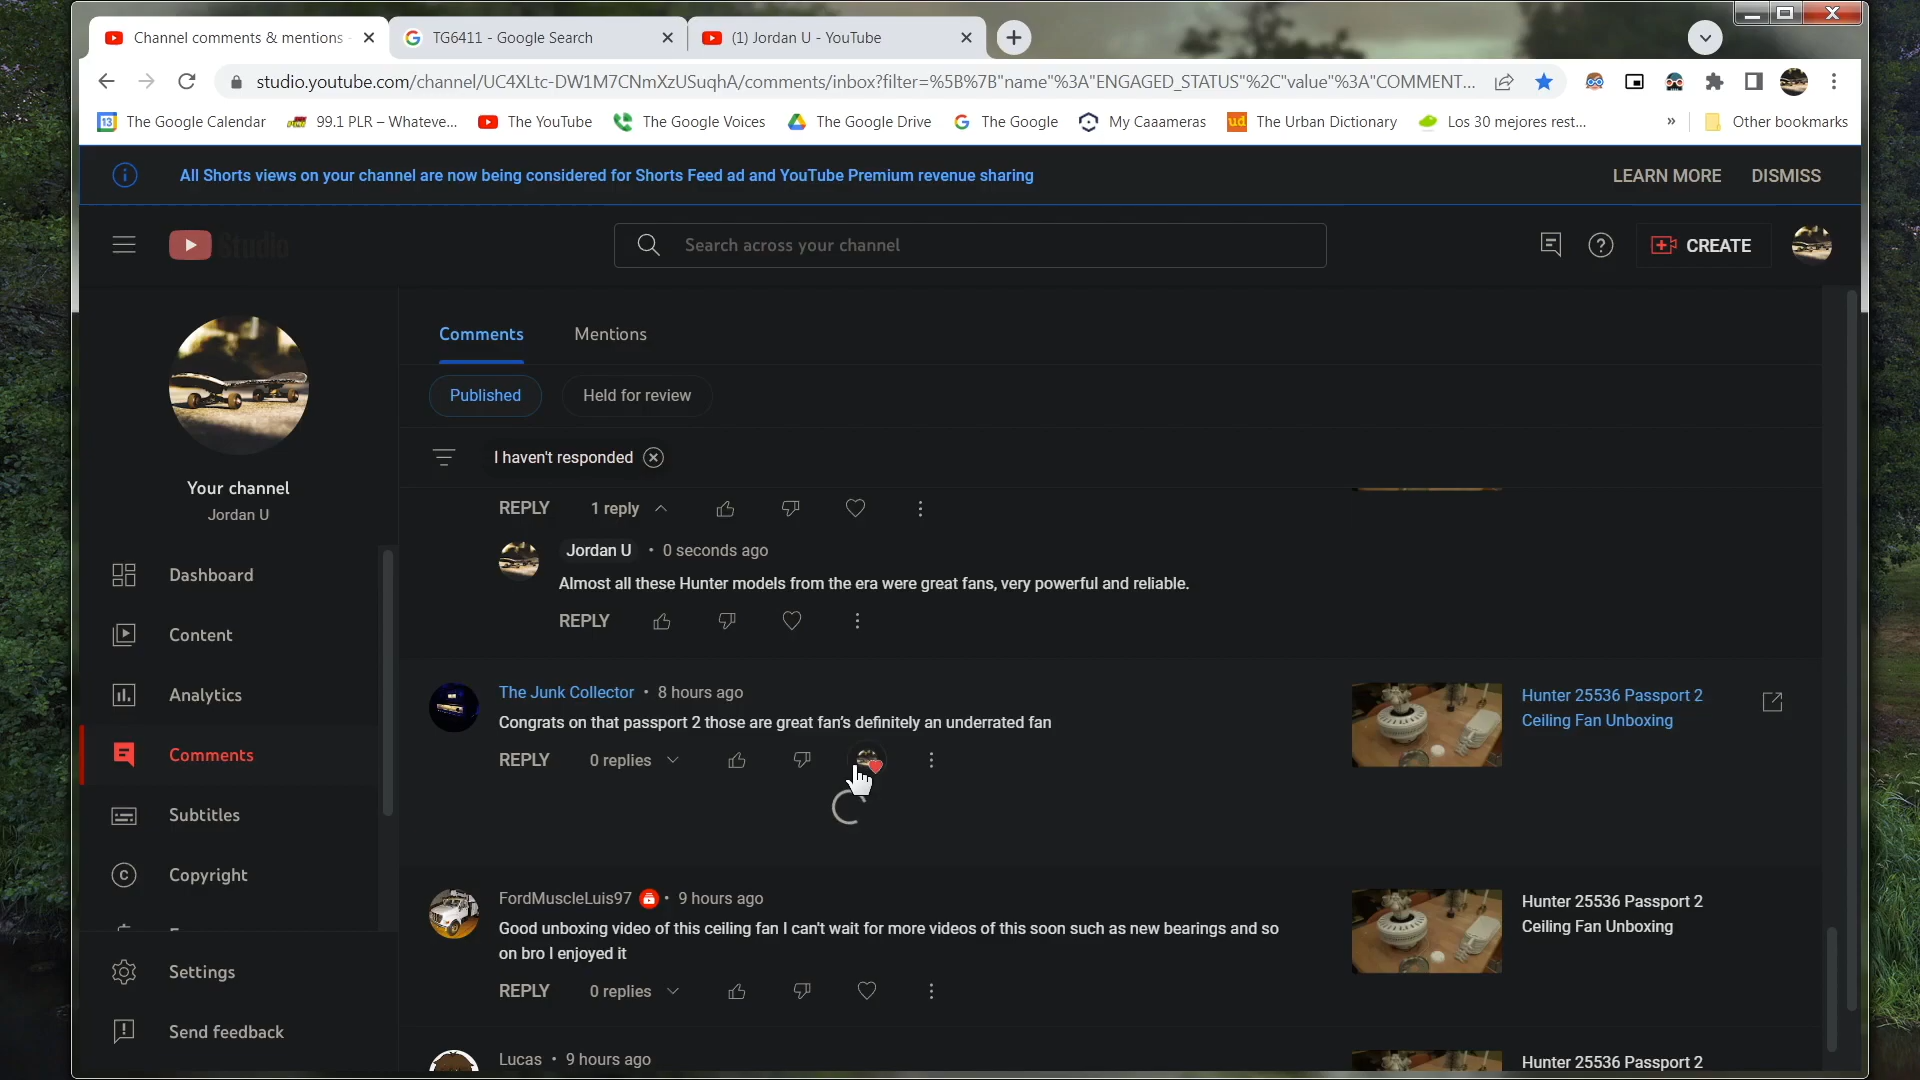 Channel comments & mentions -
TG6411 - Google Search
(1) Jordan U - YouTube
studio.youtube.com/channel/UC4XLtc-DW1M7CNmXzUSuqhA/comments/inbox?filter=%5B%7B"name"%3A"ENGAGED_STATUS"%2C"value"%3A"COMMENT...
13 The Google Calendar
99.1 PLR – Whateve...
The YouTube
The Google Voices
The Google Drive
The Google
My Caaameras
ud The Urban Dictionary
Los 30 mejores rest...
»
Other bookmarks
All Shorts views on your channel are now being considered for Shorts Feed ad and YouTube Premium revenue sharing
LEARN MORE
DISMISS
Studio
Search across your channel
CREATE
Your channel
Jordan U
Dashboard
Content
Analytics
Comments
Subtitles
Copyright
Settings
Send feedback
Comments
Mentions
Published
Held for review
I haven't responded
REPLY 1 reply
Jordan U • 0 seconds ago
Almost all these Hunter models from the era were great fans, very powerful and reliable.
REPLY
The Junk Collector • 8 hours ago
Congrats on that passport 2 those are great fan's definitely an underrated fan
REPLY 0 replies
Hunter 25536 Passport 2
Ceiling Fan Unboxing
FordMuscleLuis97 • 9 hours ago
Good unboxing video of this ceiling fan I can't wait for more videos of this soon such as new bearings and so
on bro I enjoyed it
REPLY 0 replies
Hunter 25536 Passport 2
Ceiling Fan Unboxing
Lucas • 9 hours ago
Hunter 25536 Passport 2